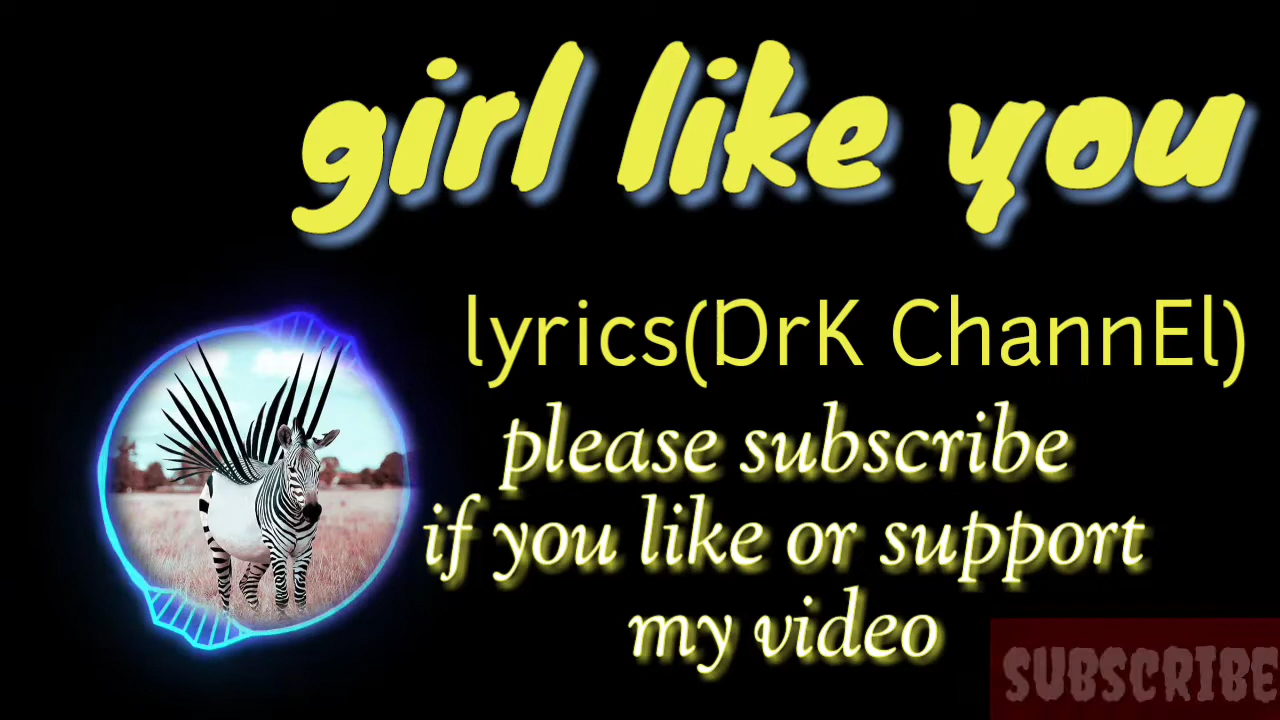 girl like you
lyrics(DrK ChannEl)
please subscribe
if you like or support
my video
SUBSCRIBE